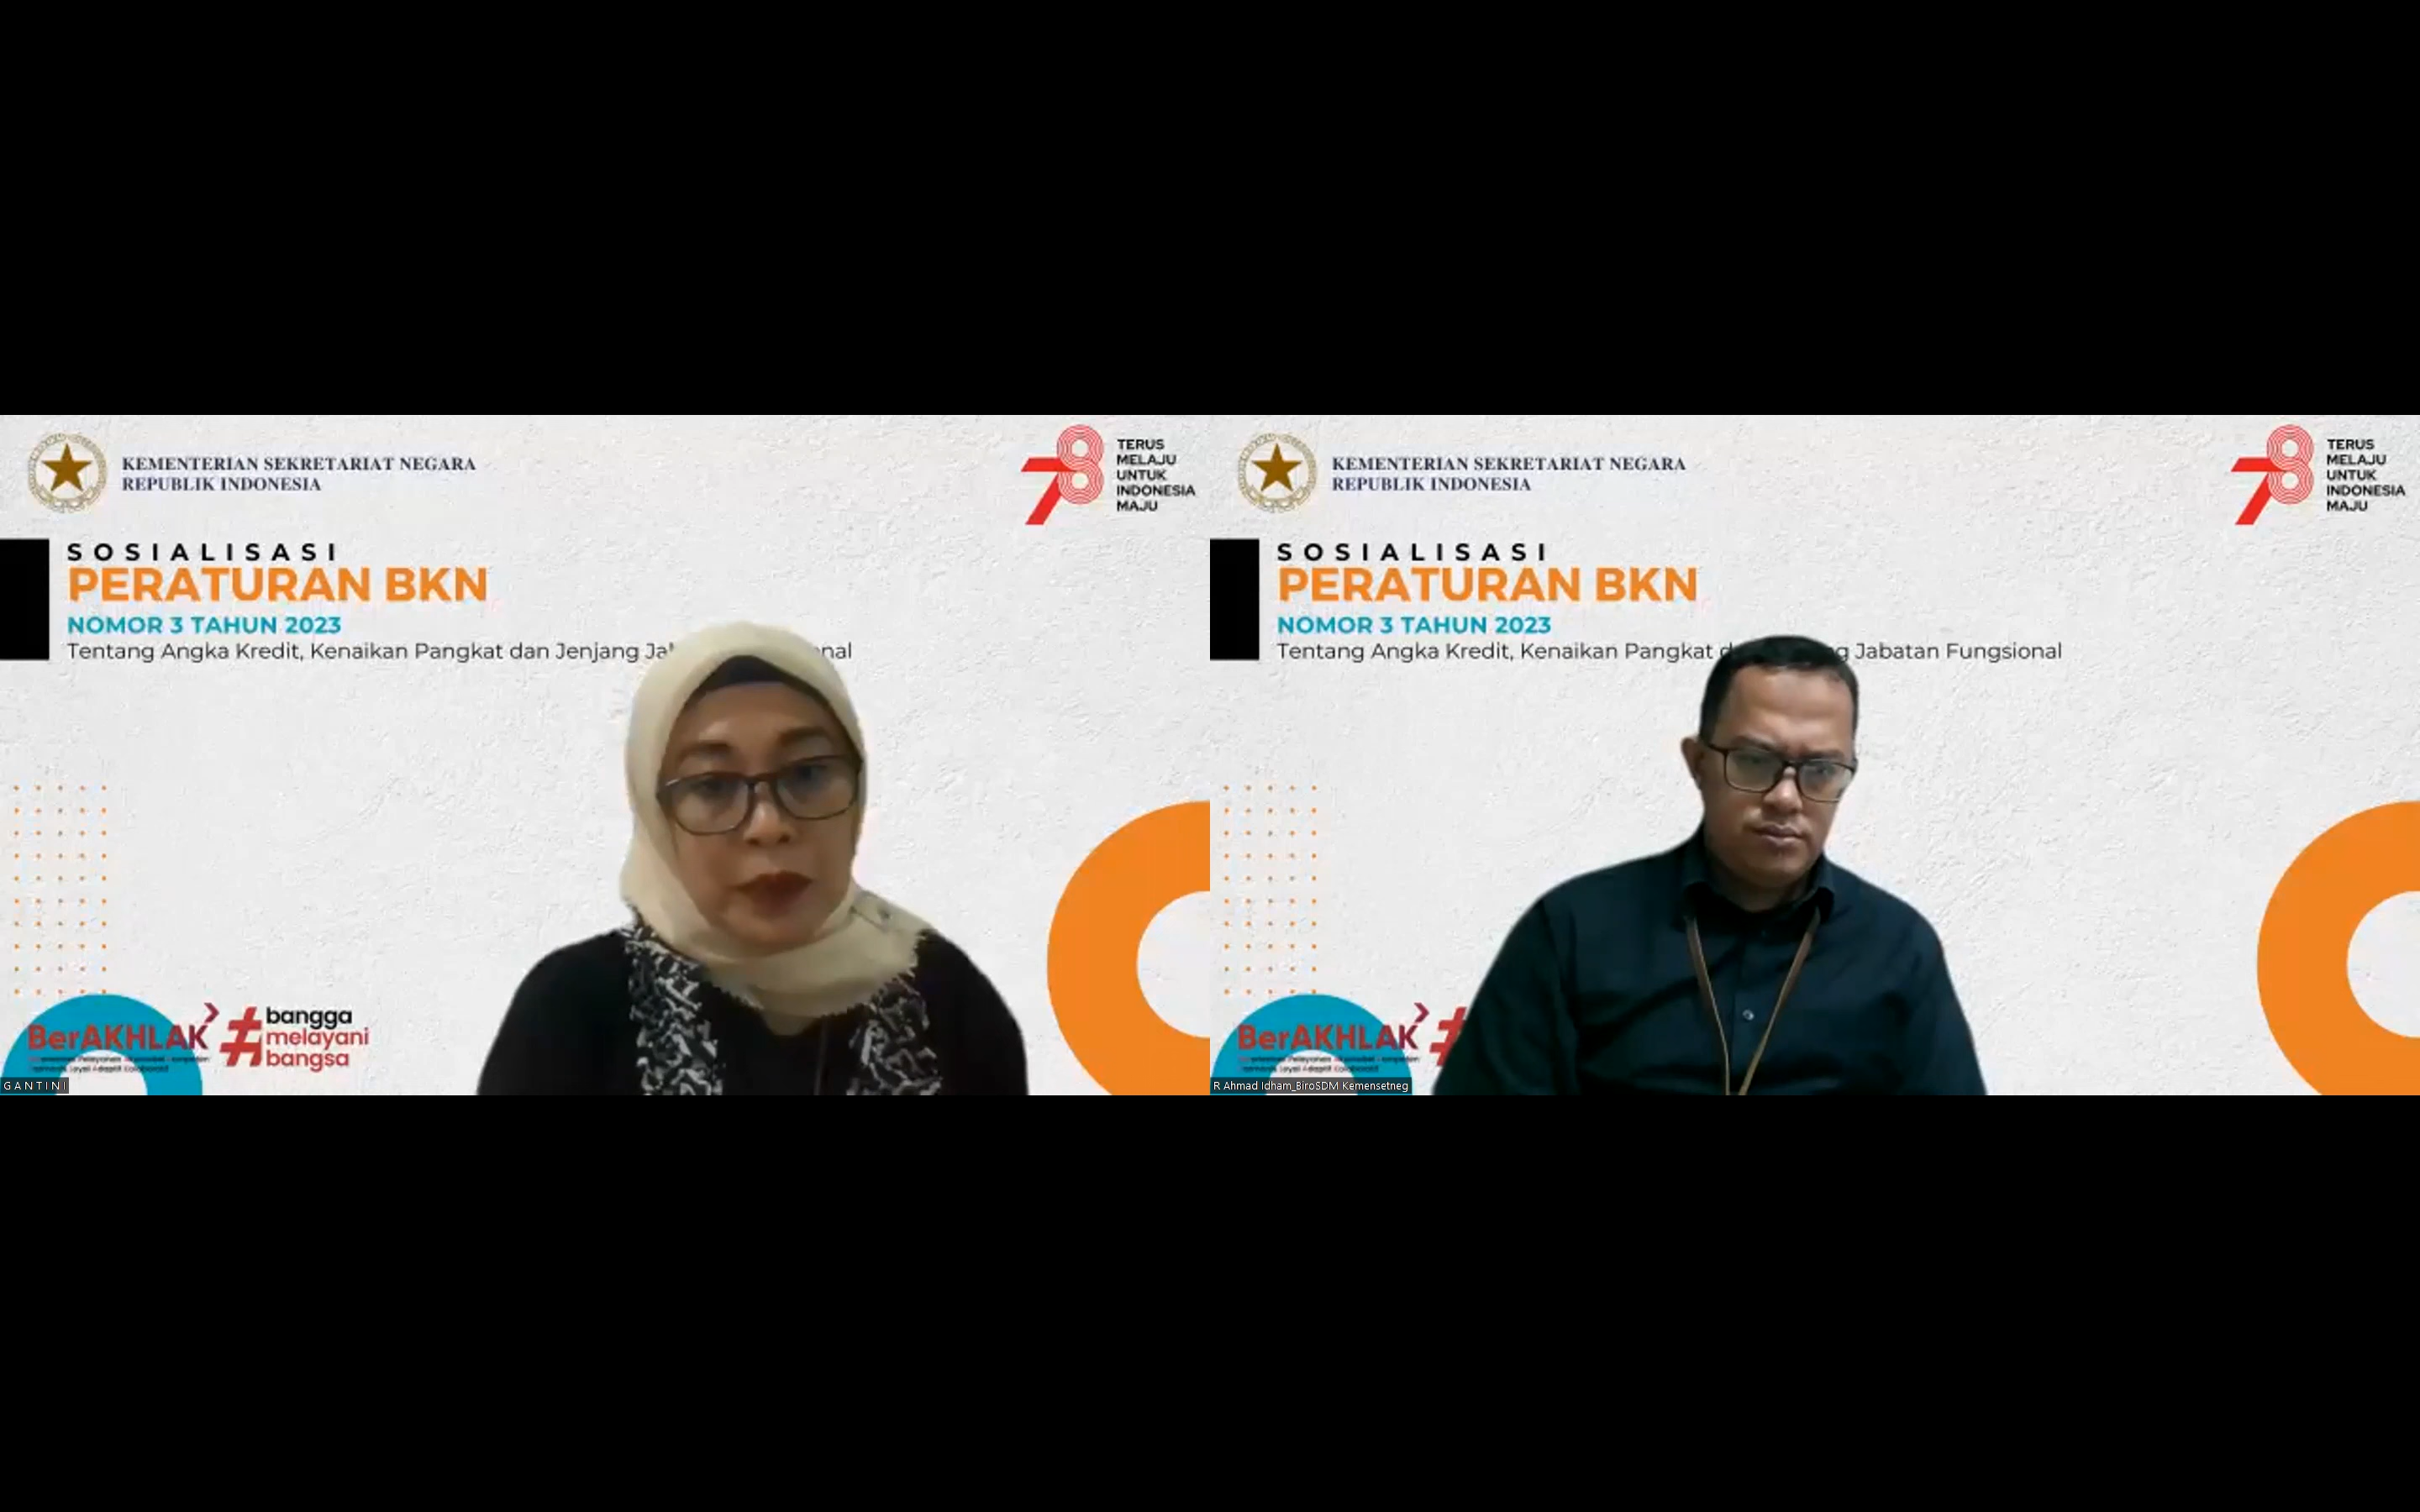 KEMENTERIAN SEKRETARIAT NEGARA
REPUBLIK INDONESIA
78
TERUS
MELAJU
UNTUK
INDONESIA
MAJU
SOSIALISASI
PERATURAN BKN
NOMOR 3 TAHUN 2023
Tentang Angka Kredit, Kenaikan Pangkat dan Jenjang
BerAKHLAK
#bangga
melayani
bangsa
GANTINI
KEMENTERIAN SEKRETARIAT NEGARA
REPUBLIK INDONESIA
78
TERUS
MELAJU
UNTUK
INDONESIA
MAJU
SOSIALISASI
PERATURAN BKN
NOMOR 3 TAHUN 2023
Tentang Angka Kredit, Kenaikan Pangkat Jabatan Fungsional
BerAKHLAK
#
R Ahmad Idham_BiroSDM Kemensetneg